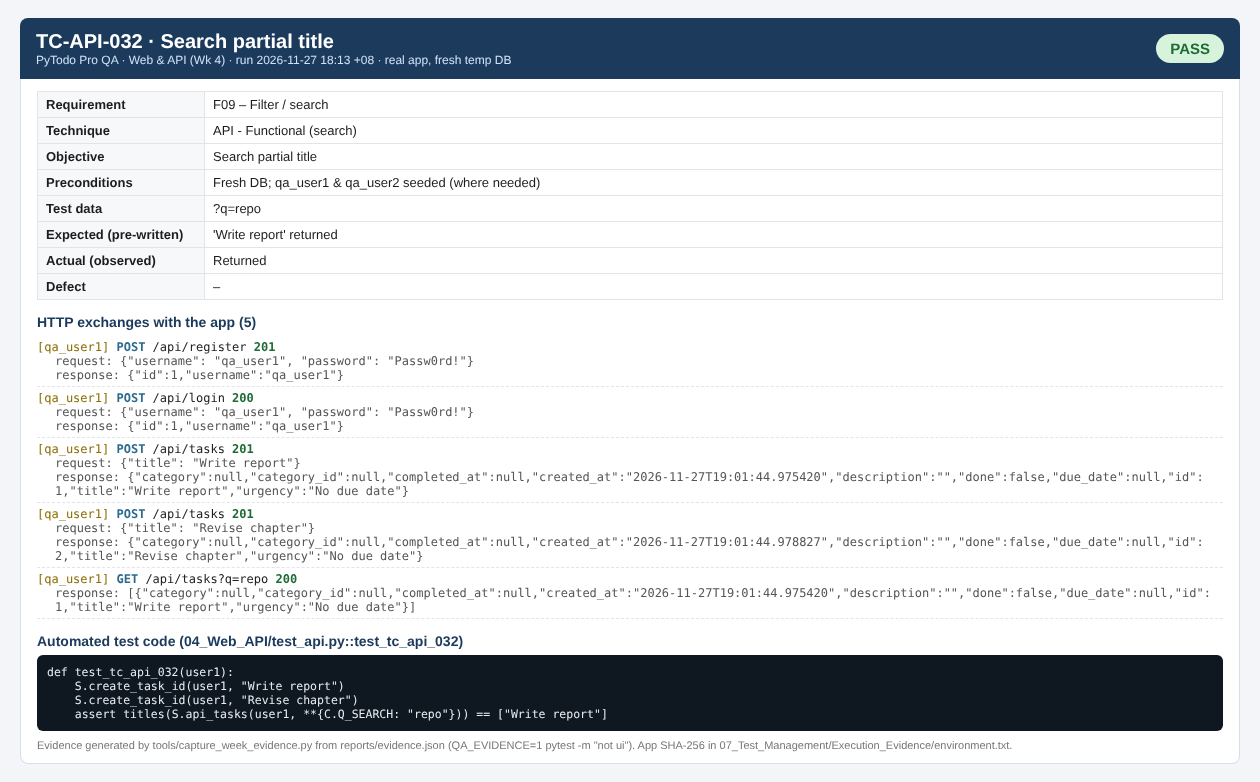 TC-API-032 · Search partial title
PyTodo Pro QA · Web & API (Wk 4) · run 2026-11-27 18:13 +08 · real app, fresh temp DB
PASS
Requirement F09 – Filter / search
Technique API - Functional (search)
Objective Search partial title
Preconditions Fresh DB; qa_user1 & qa_user2 seeded (where needed)
Test data ?q=repo
Expected (pre-written) 'Write report' returned
Actual (observed) Returned
Defect –
HTTP exchanges with the app (5)
[qa_user1] POST /api/register 201
request: {"username": "qa_user1", "password": "Passw0rd!"}
response: {"id":1,"username":"qa_user1"}
[qa_user1] POST /api/login 200
request: {"username": "qa_user1", "password": "Passw0rd!"}
response: {"id":1,"username":"qa_user1"}
[qa_user1] POST /api/tasks 201
request: {"title": "Write report"}
response: {"category":null,"category_id":null,"completed_at":null,"created_at":"2026-11-27T19:01:44.975420","description":"","done":false,"due_date":null,"id":
1,"title":"Write report","urgency":"No due date"}
[qa_user1] POST /api/tasks 201
request: {"title": "Revise chapter"}
response: {"category":null,"category_id":null,"completed_at":null,"created_at":"2026-11-27T19:01:44.978827","description":"","done":false,"due_date":null,"id":
2,"title":"Revise chapter","urgency":"No due date"}
[qa_user1] GET /api/tasks?q=repo 200
response: [{"category":null,"category_id":null,"completed_at":null,"created_at":"2026-11-27T19:01:44.975420","description":"","done":false,"due_date":null,"id":
1,"title":"Write report","urgency":"No due date"}]
Automated test code (04_Web_API/test_api.py::test_tc_api_032)
def test_tc_api_032(user1):
    S.create_task_id(user1, "Write report")
    S.create_task_id(user1, "Revise chapter")
    assert titles(S.api_tasks(user1, **{C.Q_SEARCH: "repo"})) == ["Write report"]
Evidence generated by tools/capture_week_evidence.py from reports/evidence.json (QA_EVIDENCE=1 pytest -m "not ui"). App SHA-256 in 07_Test_Management/Execution_Evidence/environment.txt.